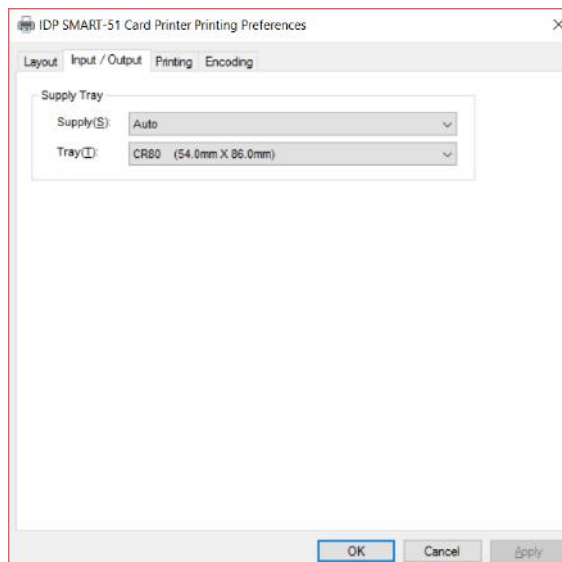 IDP SMART-51 Card Printer Printing Preferences
Layout Input / Output Printing Encoding
Supply Tray
Supply(S): Auto
Tray(T): CR80 (54.0mm X 86.0mm)
OK Cancel Apply